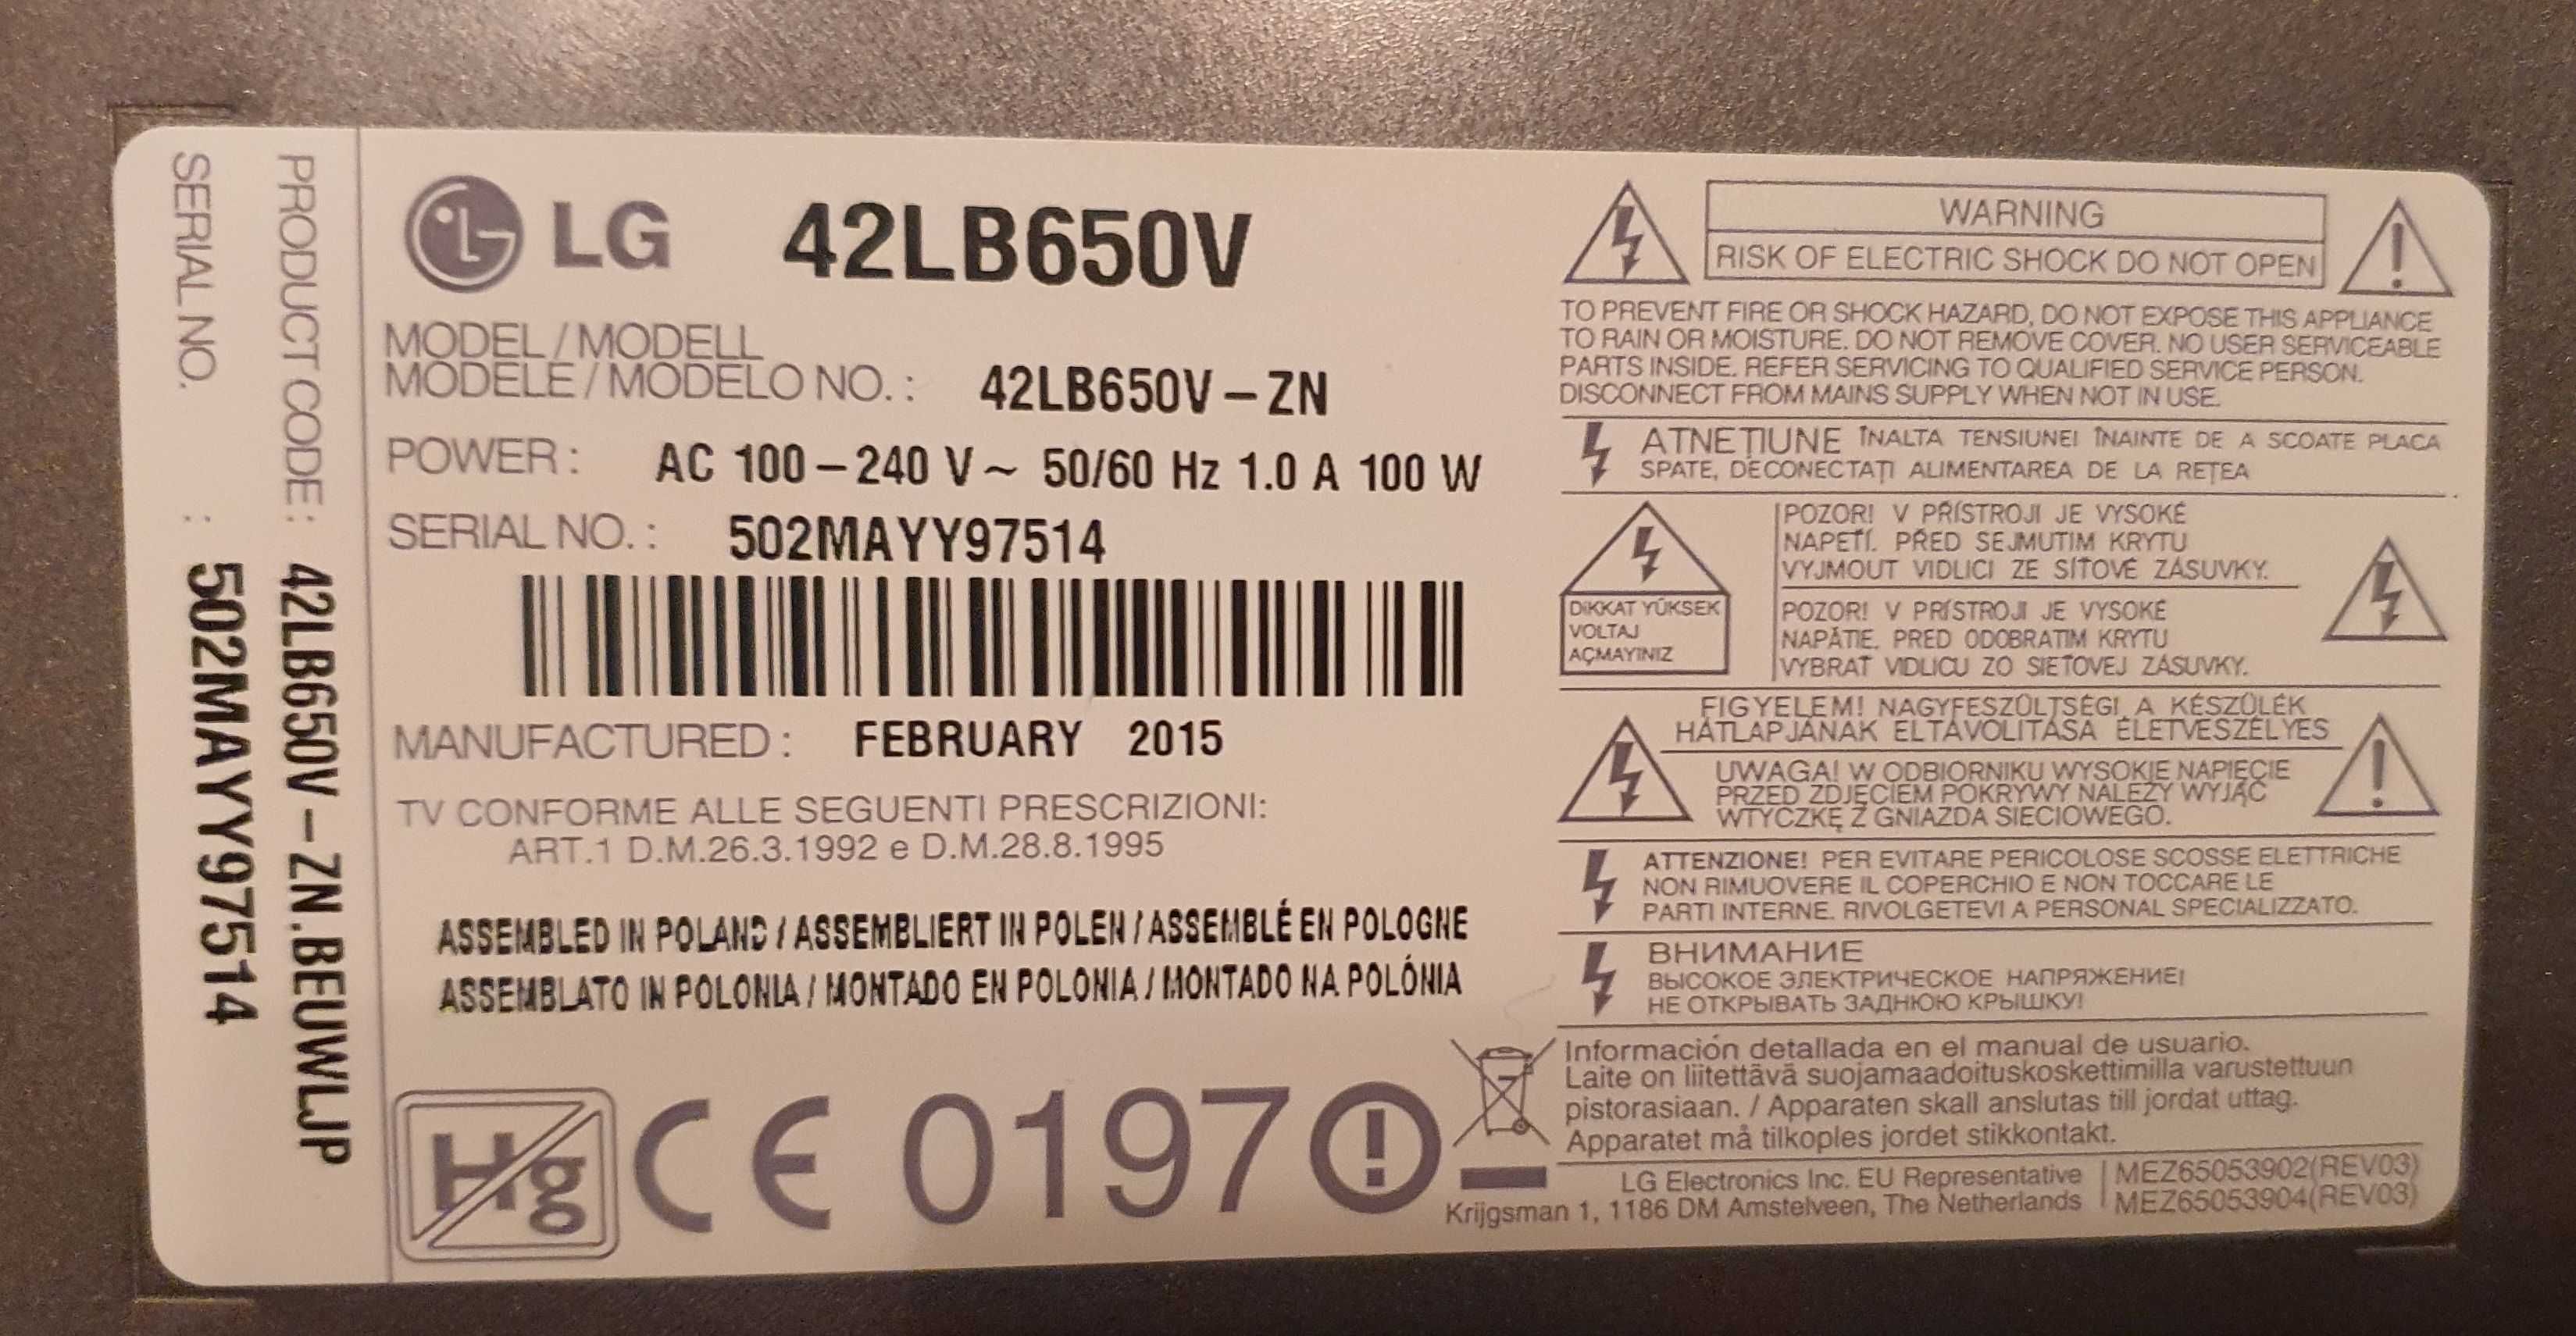 SERIAL NO. : 502MAYY97514
PRODUCT CODE: 42LB650V-ZN.BEUWLJP
LG 42LB650V
MODEL/MODELL
MODÈLE/MODELO NO.: 42LB650V-ZN
POWER: AC 100-240 V~ 50/60 Hz 1.0 A 100 W
SERIAL NO.: 502MAYY97514
MANUFACTURED: FEBRUARY 2015
TV CONFORME ALLE SEGUENTI PRESCRIZIONI:
ART.1 D.M.26.3.1992 e D.M.28.8.1995
ASSEMBLED IN POLAND / ASSEMBLIERT IN POLEN / ASSEMBLÉ EN POLOGNE
ASSEMBLATO IN POLONIA / MONTADO EN POLONIA / MONTADO NA POLÓNIA
Hg CE 0197
WARNING
RISK OF ELECTRIC SHOCK DO NOT OPEN
TO PREVENT FIRE OR SHOCK HAZARD, DO NOT EXPOSE THIS APPLIANCE
TO RAIN OR MOISTURE. DO NOT REMOVE COVER. NO USER SERVICEABLE
PARTS INSIDE. REFER SERVICING TO QUALIFIED SERVICE PERSON.
DISCONNECT FROM MAINS SUPPLY WHEN NOT IN USE.
ATNEȚIUNE ÎNALTA TENSIUNEI ÎNAINTE DE A SCOATE PLACA
SPATE, DECONECTAȚI ALIMENTAREA DE LA REȚEA
DİKKAT YÜKSEK
VOLTAJ
AÇMAYINIZ
POZOR! V PŘÍSTROJI JE VYSOKÉ
NAPĚTÍ. PŘED SEJMUTIM KRYTU
VYJMOUT VIDLICI ZE SÍŤOVÉ ZÁSUVKY.
POZOR! V PRÍSTROJI JE VYSOKÉ
NAPÄTIE. PRED ODOBRATIM KRYTU
VYBRAŤ VIDLICU ZO SIEŤOVEJ ZÁSUVKY.
FIGYELEM! NAGYFESZÜLTSÉGI A KÉSZÜLÉK
HÁTLAPJÁNAK ELTÁVOLITÁSA ÉLETVESZÉLYES
UWAGA! W ODBIORNIKU WYSOKIE NAPIĘCIE
PRZED ZDJĘCIEM POKRYWY NALEŻY WYJĄĆ
WTYCZKĘ Z GNIAZDA SIECIOWEGO.
ATTENZIONE! PER EVITARE PERICOLOSE SCOSSE ELETTRICHE
NON RIMUOVERE IL COPERCHIO E NON TOCCARE LE
PARTI INTERNE. RIVOLGETEVI A PERSONAL SPECIALIZZATO.
ВНИМАНИЕ
ВЫСОКОЕ ЭЛЕКТРИЧЕСКОЕ НАПРЯЖЕНИЕ!
НЕ ОТКРЫВАТЬ ЗАДНЮЮ КРЫШКУ!
Información detallada en el manual de usuario.
Laite on liitettävä suojamaadoituskoskettimilla varustettuun
pistorasiaan. / Apparaten skall anslutas till jordat uttag.
Apparatet må tilkoples jordet stikkontakt.
LG Electronics Inc. EU Representative
Krijgsman 1, 1186 DM Amstelveen, The Netherlands
MEZ65053902(REV03)
MEZ65053904(REV03)